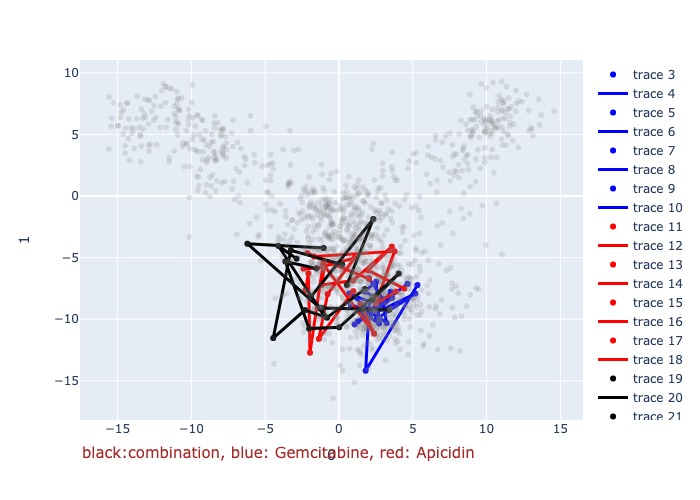 10
5
0
−5
−10
−15
1
−15
−10
−5
0
5
10
15
0
black:combination, blue: Gemcitabine, red: Apicidin
trace 3
trace 4
trace 5
trace 6
trace 7
trace 8
trace 9
trace 10
trace 11
trace 12
trace 13
trace 14
trace 15
trace 16
trace 17
trace 18
trace 19
trace 20
trace 21